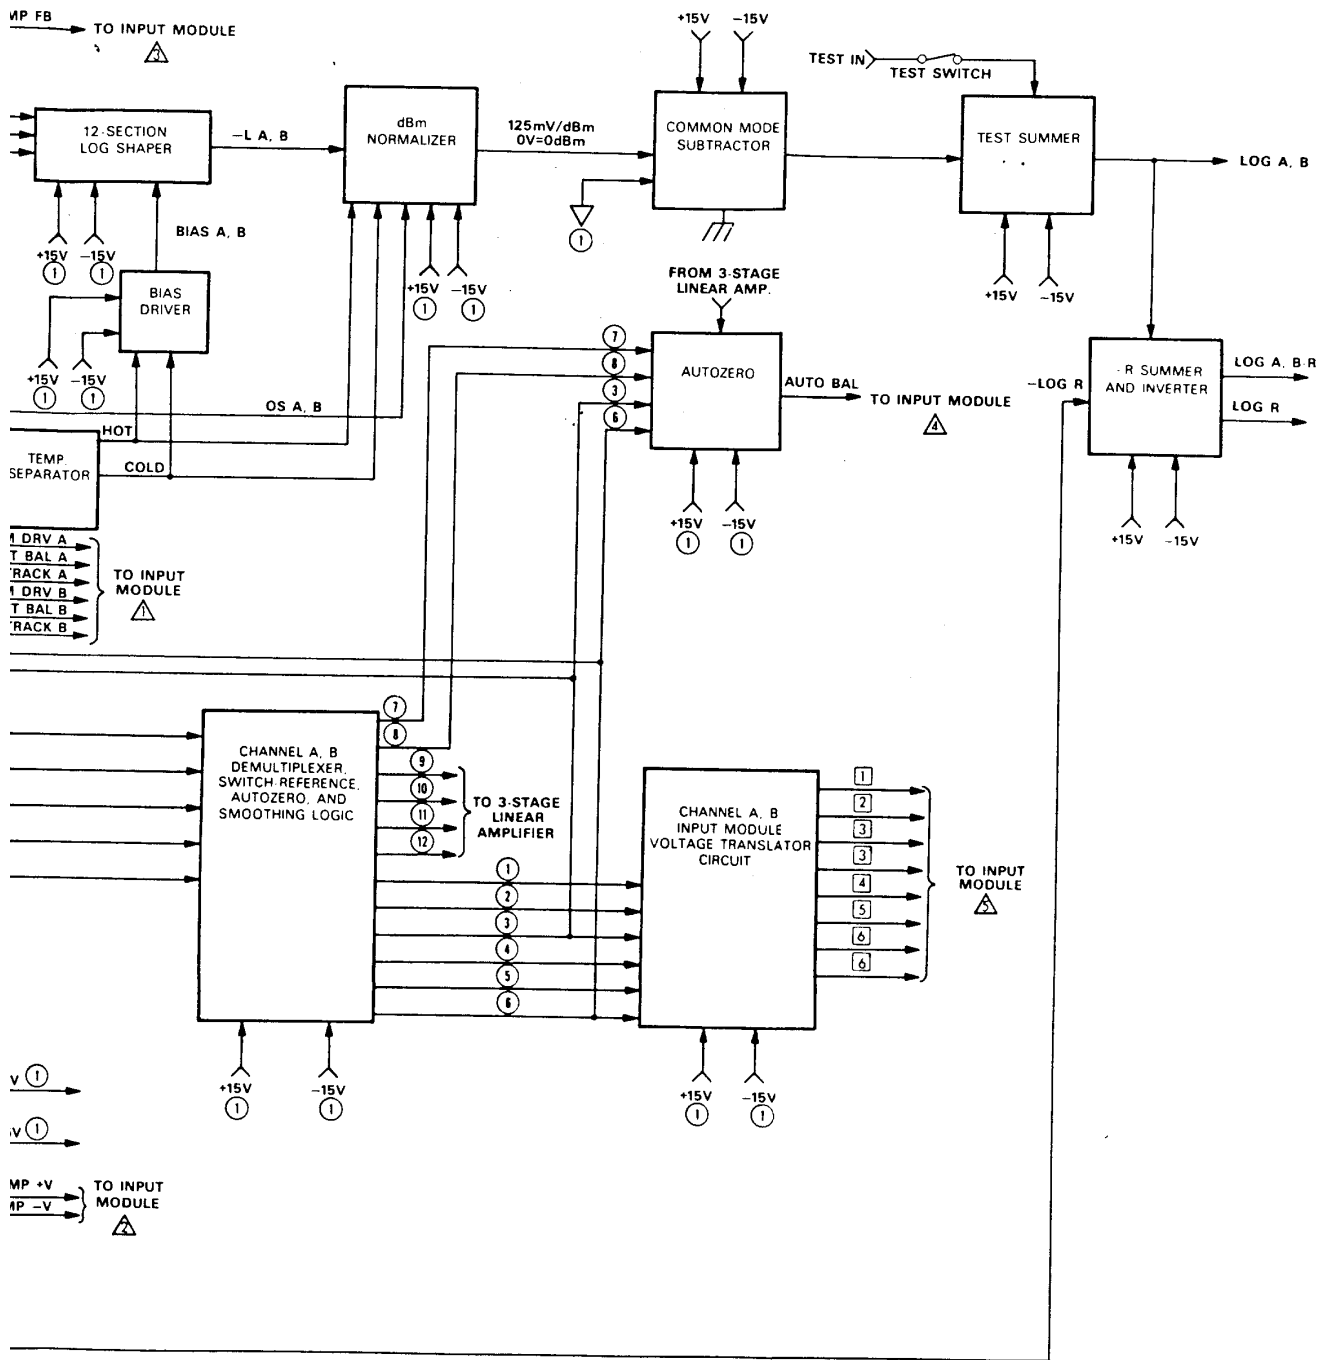 MP FB
TO INPUT MODULE
3
+15V -15V
TEST IN
TEST SWITCH
12-SECTION
LOG SHAPER
-L A, B
dBm
NORMALIZER
125mV/dBm
0V=0dBm
COMMON MODE
SUBTRACTOR
TEST SUMMER
LOG A, B
1
BIAS A, B
+15V -15V
1 1
BIAS
DRIVER
+15V -15V
1 1
+15V -15V
1 1
+15V -15V
FROM 3-STAGE
LINEAR AMP.
7
8
3
6
AUTOZERO
AUTO BAL
TO INPUT MODULE
4
-LOG R
-R SUMMER
AND INVERTER
LOG A, B-R
LOG R
OS A, B
HOT
COLD
TEMP.
SEPARATOR
+15V -15V
1 1
+15V -15V
M DRV A
T BAL A
TRACK A
M DRV B
T BAL B
TRACK B
TO INPUT
MODULE
1
CHANNEL A, B
DEMULTIPLEXER,
SWITCH-REFERENCE,
AUTOZERO, AND
SMOOTHING LOGIC
7
8
9
10
11
12
TO 3-STAGE
LINEAR
AMPLIFIER
1
2
3
4
5
6
CHANNEL A, B
INPUT MODULE
VOLTAGE TRANSLATOR
CIRCUIT
1
2
3
3
4
5
6
6
TO INPUT
MODULE
5
+15V -15V
1 1
+15V -15V
1 1
V 1
V 1
MP +V
MP -V
TO INPUT
MODULE
2